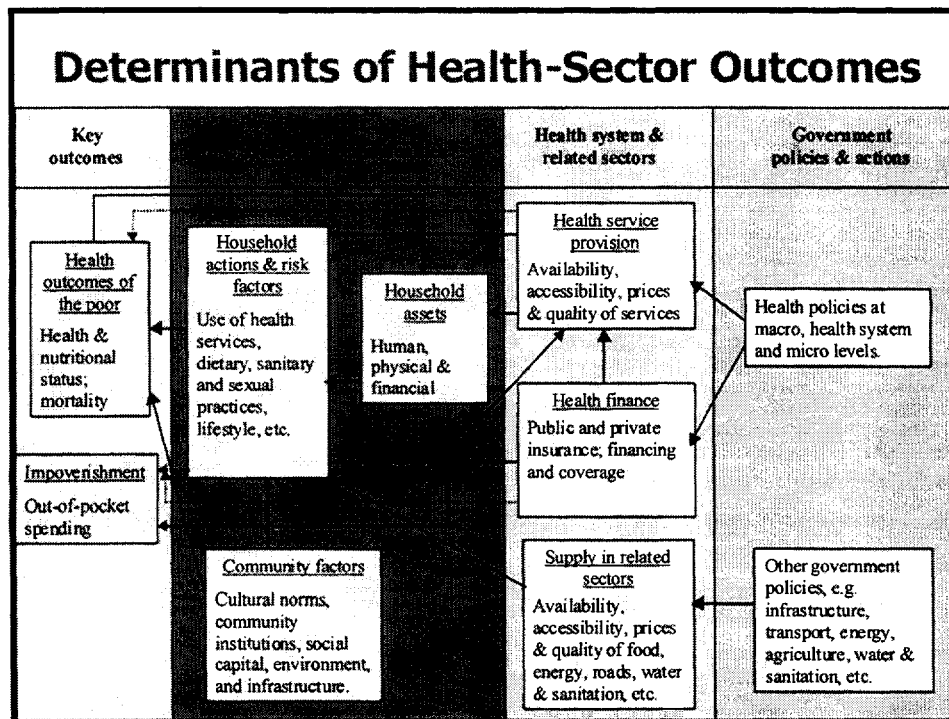 Determinants of Health-Sector Outcomes
Key
outcomes
Health system &
related sectors
Government
policies & actions
Health
outcomes of
the poor
Health &
nutritional
status;
mortality
Impoverishment
Out-of-pocket
spending
Household
actions & risk
factors
Use of health
services,
dietary, sanitary
and sexual
practices,
lifestyle, etc.
Household
assets
Human,
physical &
financial
Community factors
Cultural norms,
community
institutions, social
capital, environment,
and infrastructure.
Health service
provision
Availability,
accessibility, prices
& quality of services
Health finance
Public and private
insurance; financing
and coverage
Supply in related
sectors
Availability,
accessibility, prices
& quality of food,
energy, roads, water
& sanitation, etc.
Health policies at
macro, health system
and micro levels.
Other government
policies, e.g.
infrastructure,
transport, energy,
agriculture, water &
sanitation, etc.